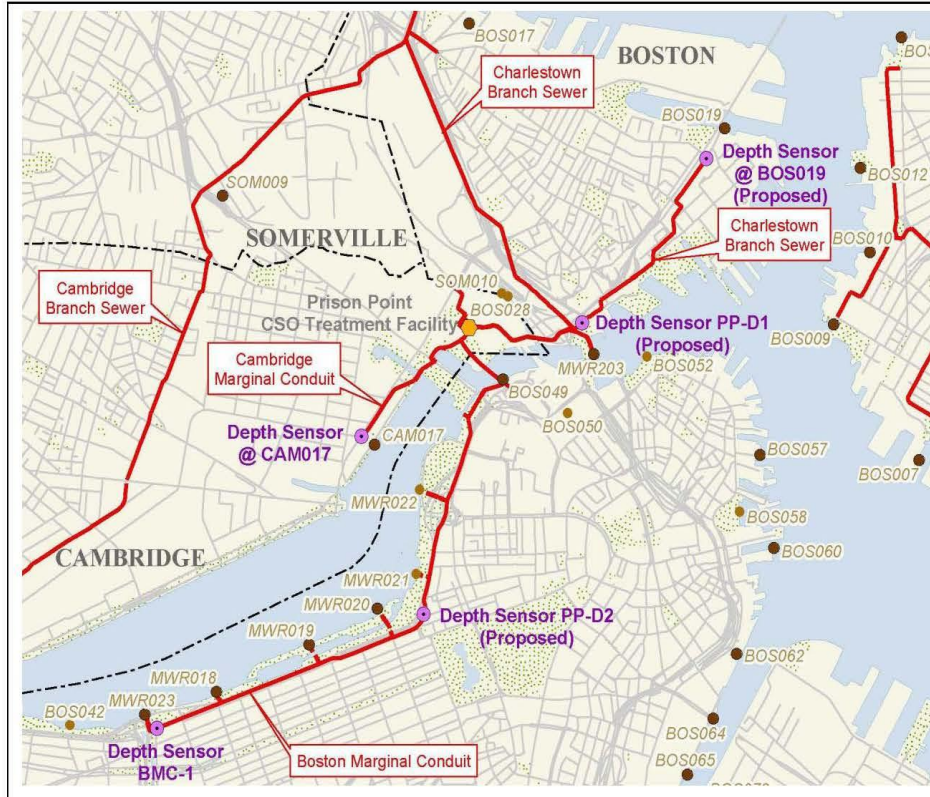 BOS017
BOSTON
BOS
Charlestown
Branch Sewer
BOS019
Depth Sensor
@ BOS019
(Proposed)
BOS012
SOM009
Charlestown
Branch Sewer
SOMERVILLE
BOS010
Cambridge
Branch Sewer
SOM010
BOS028
Prison Point
CSO Treatment Facility
Depth Sensor PP-D1
(Proposed)
BOS009
Cambridge
Marginal Conduit
MWR203
BOS052
BOS049
BOS050
Depth Sensor
@ CAM017
CAM017
BOS057
BOS007
MWR022
BOS058
CAMBRIDGE
BOS060
MWR021
MWR020
Depth Sensor PP-D2
(Proposed)
MWR019
BOS062
MWR018
MWR023
BOS042
BOS064
Depth Sensor
BMC-1
Boston Marginal Conduit
BOS065